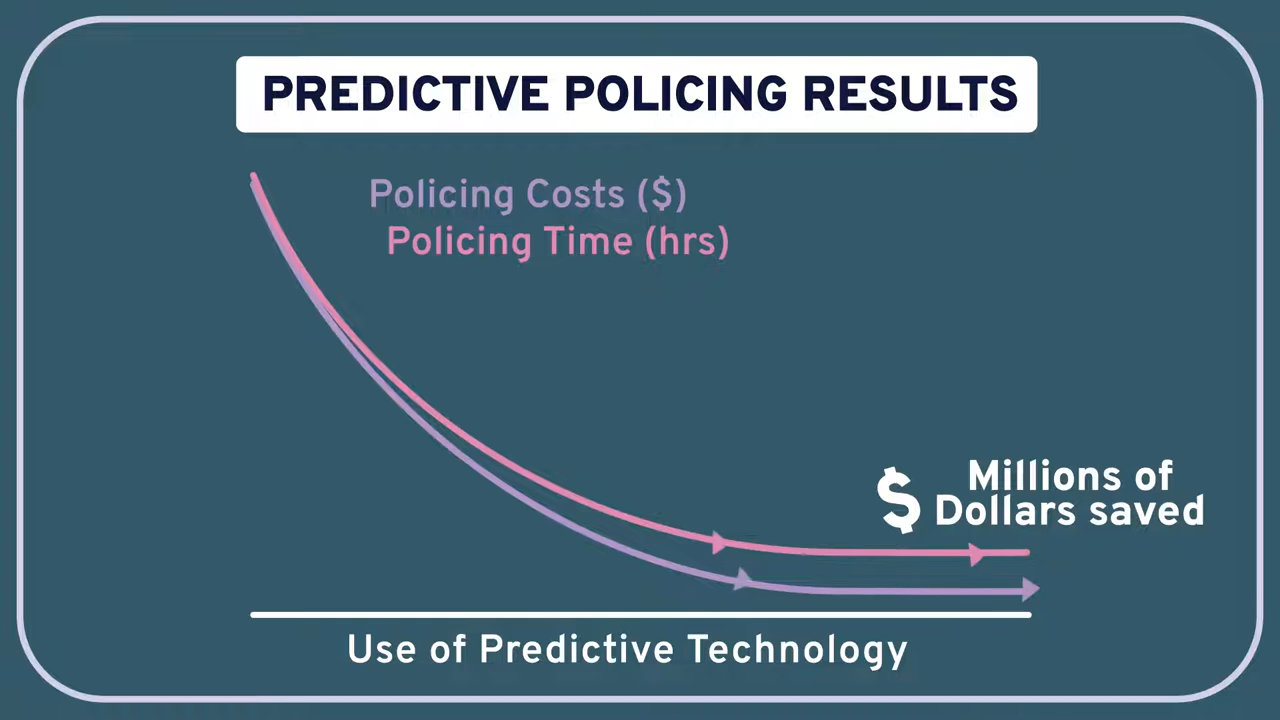 PREDICTIVE POLICING RESULTS
Policing Costs ($)
Policing Time (hrs)
$ Millions of
Dollars saved
Use of Predictive Technology